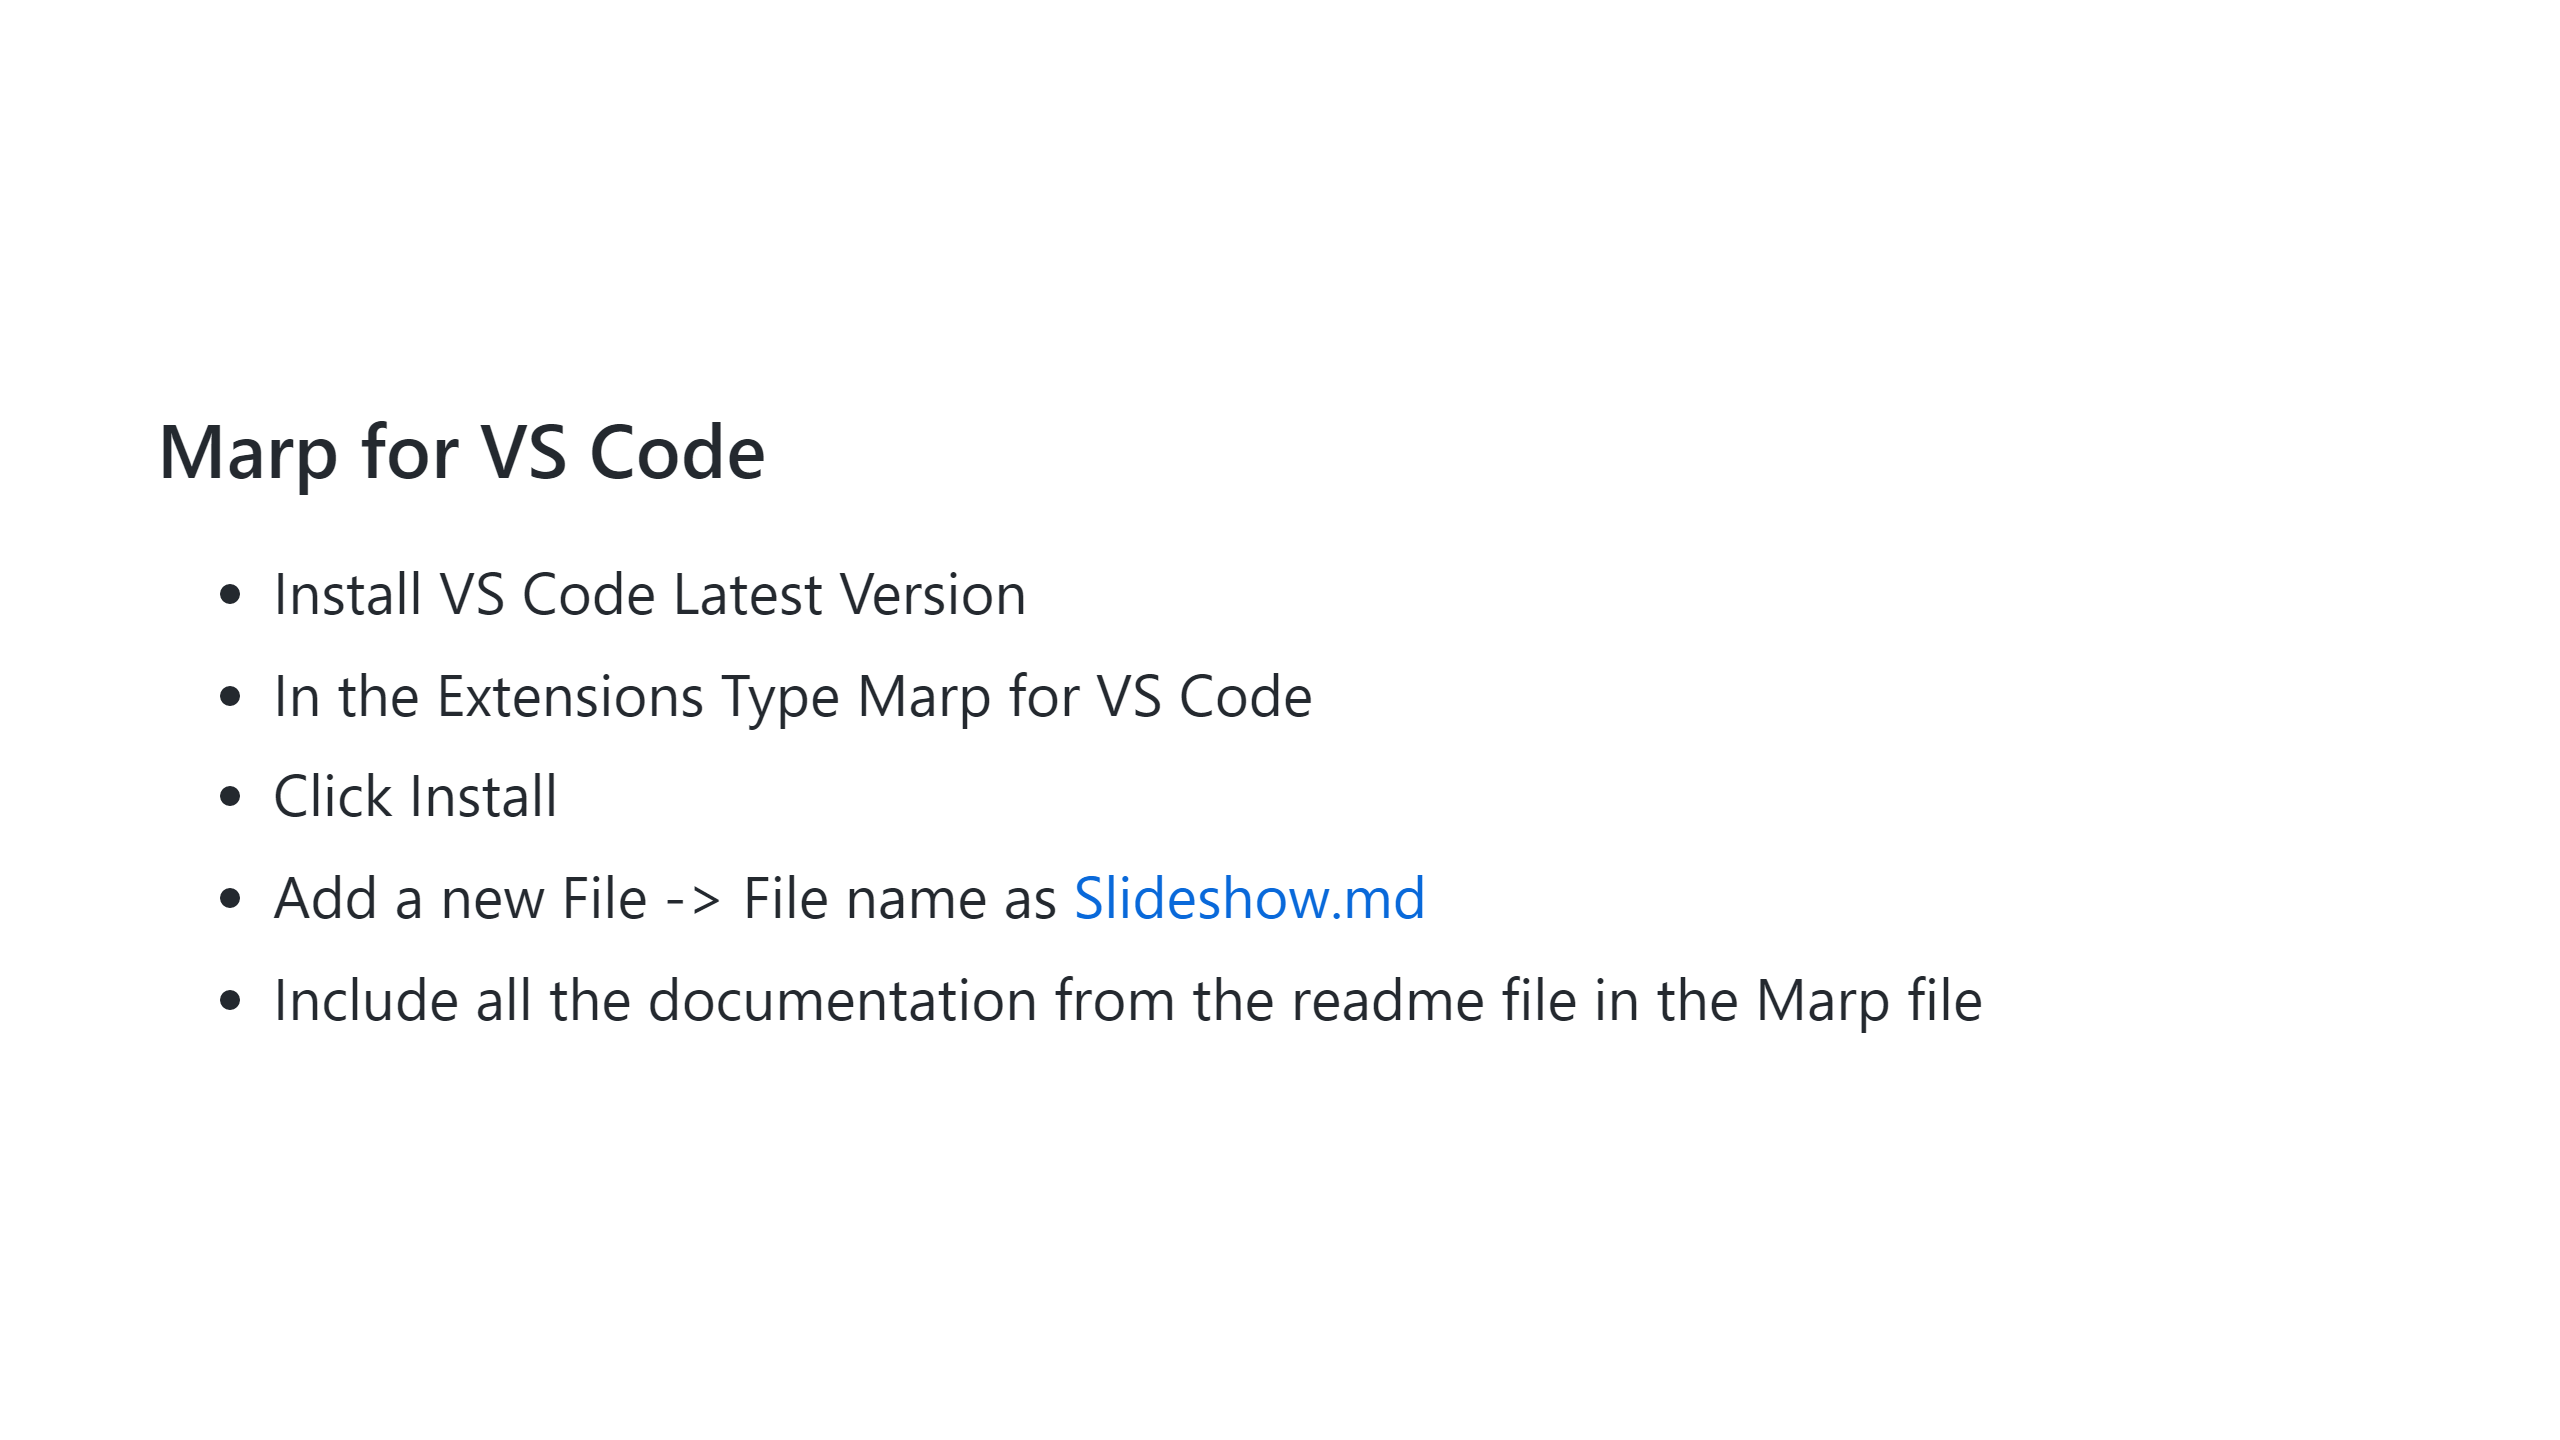 Marp for VS Code
• Install VS Code Latest Version
• In the Extensions Type Marp for VS Code
• Click Install
• Add a new File -> File name as Slideshow.md
• Include all the documentation from the readme file in the Marp file